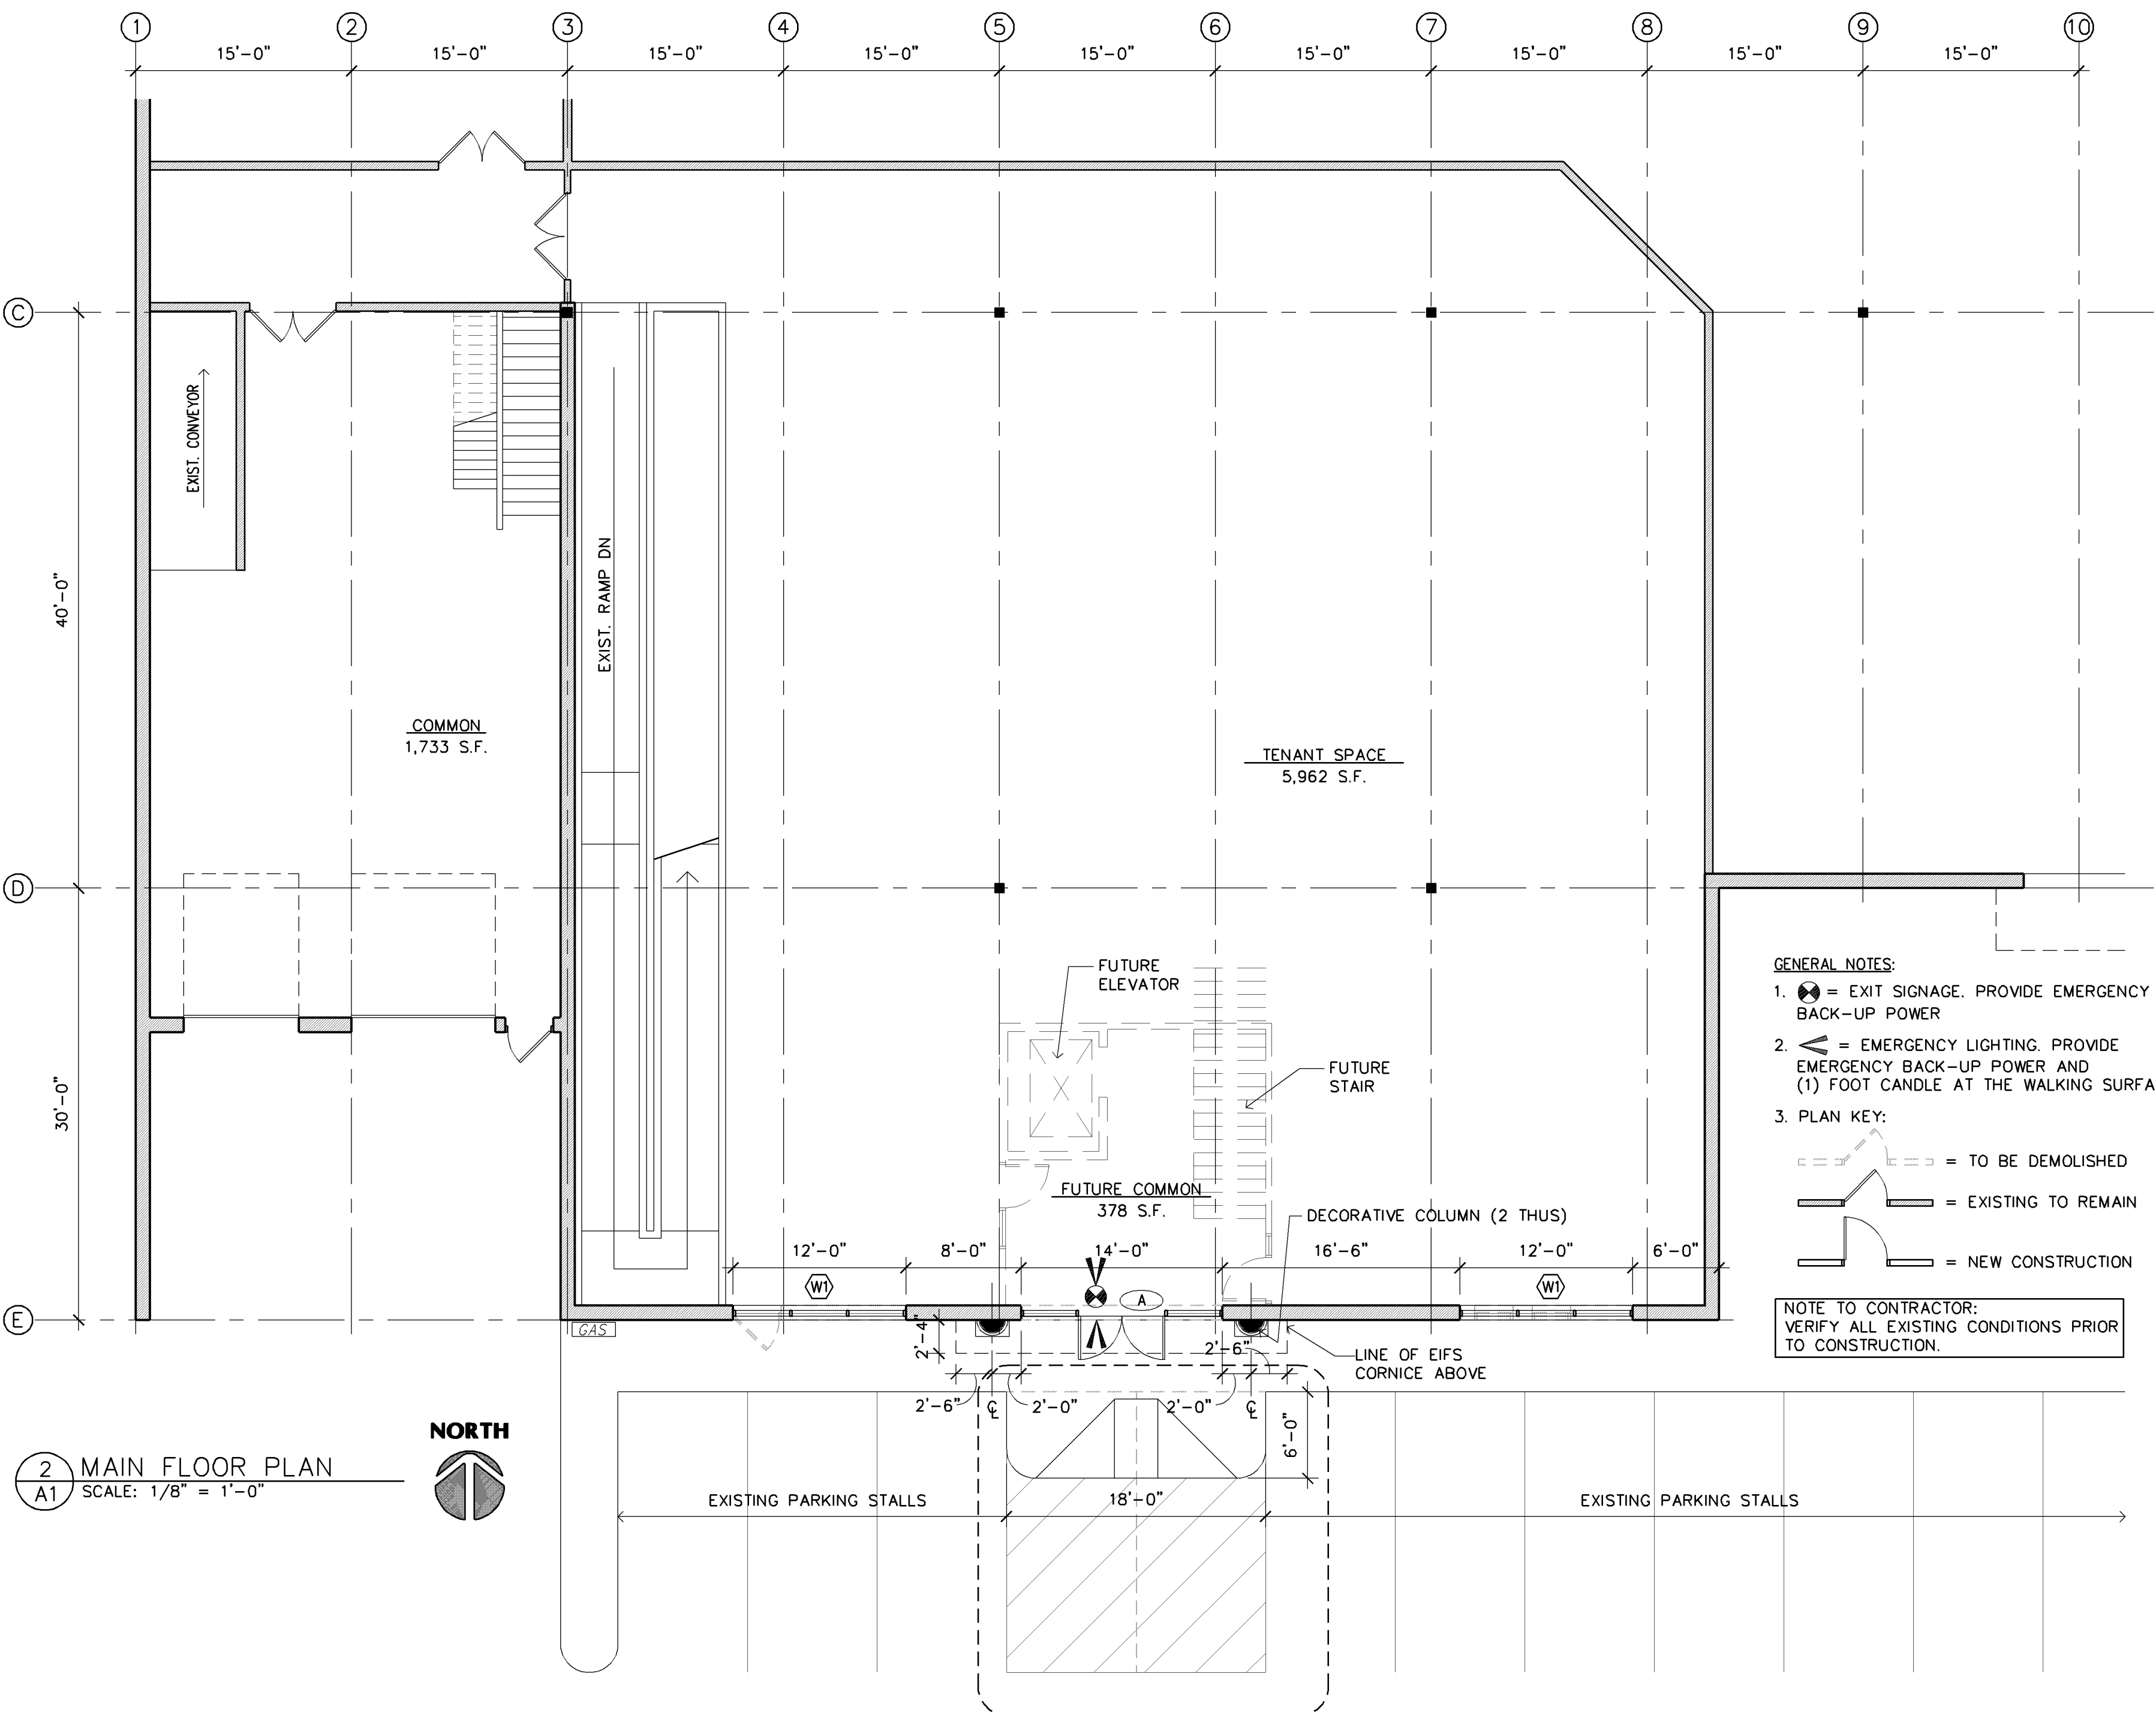 1 2 3 4 5 6 7 8 9 10
15'-0" 15'-0" 15'-0" 15'-0" 15'-0" 15'-0" 15'-0" 15'-0" 15'-0"
C
EXIST. CONVEYOR
40'-0"
EXIST. RAMP DN
COMMON
1,733 S.F.
TENANT SPACE
5,962 S.F.
D
30'-0"
FUTURE
ELEVATOR
FUTURE
STAIR
FUTURE COMMON
378 S.F.
DECORATIVE COLUMN (2 THUS)
12'-0" 8'-0" 14'-0" 16'-6" 12'-0" 6'-0"
W1 A W1
E
GAS
2'-4"
2'-6"
LINE OF EIFS
CORNICE ABOVE
2'-6" ℄ 2'-0" 2'-0" ℄
6'-0"
GENERAL NOTES:
1. = EXIT SIGNAGE. PROVIDE EMERGENCY
BACK-UP POWER
2. = EMERGENCY LIGHTING. PROVIDE
EMERGENCY BACK-UP POWER AND
(1) FOOT CANDLE AT THE WALKING SURFA
3. PLAN KEY:
= TO BE DEMOLISHED
= EXISTING TO REMAIN
= NEW CONSTRUCTION
NOTE TO CONTRACTOR:
VERIFY ALL EXISTING CONDITIONS PRIOR
TO CONSTRUCTION.
NORTH
2
A1
MAIN FLOOR PLAN
SCALE: 1/8" = 1'-0"
EXISTING PARKING STALLS 18'-0" EXISTING PARKING STALLS